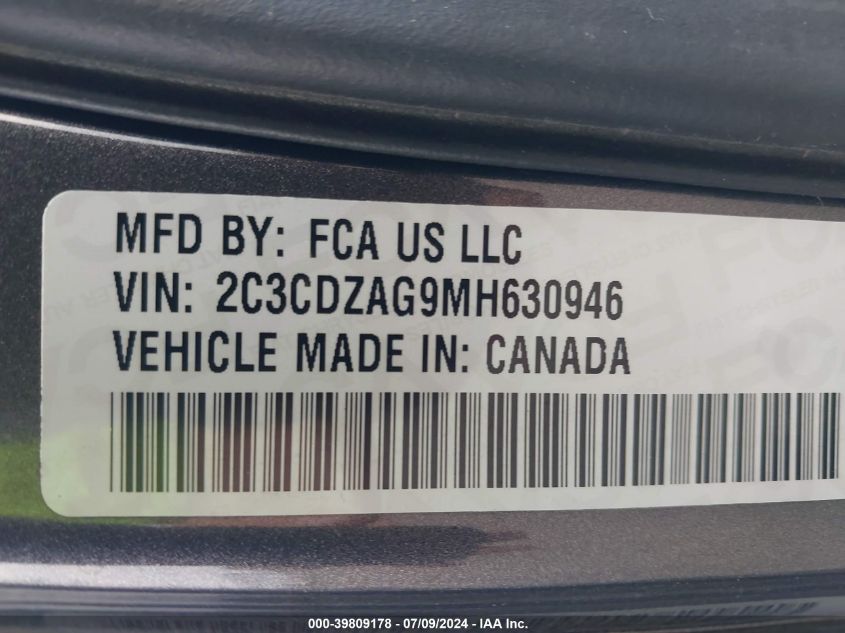 MFD BY: FCA US LLC
VIN: 2C3CDZAG9MH630946
VEHICLE MADE IN: CANADA
000-39809178 - 07/09/2024 - IAA Inc.